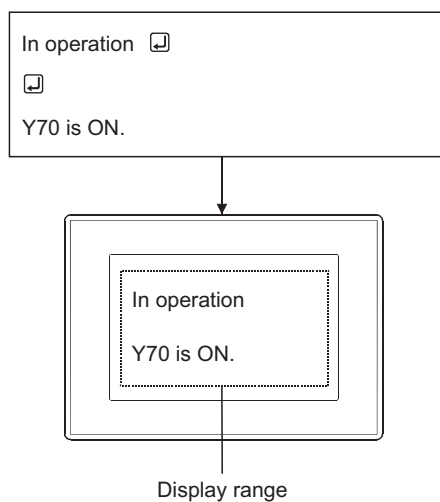 In operation ↵
↵
Y70 is ON.
In operation
Y70 is ON.
Display range